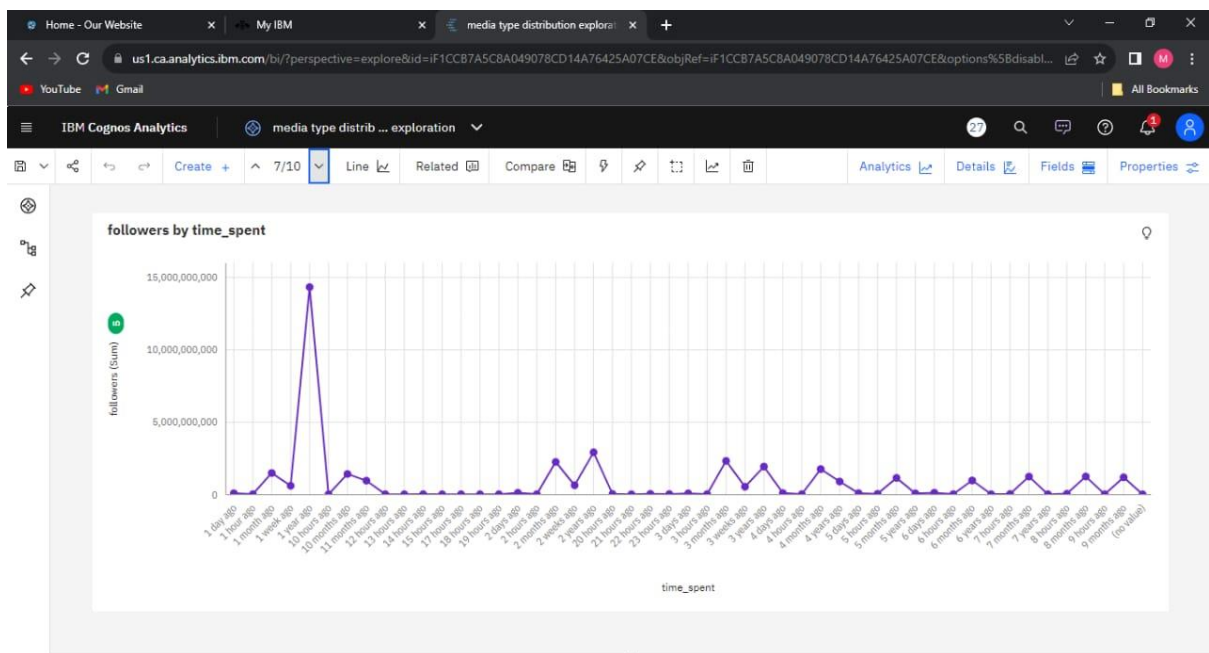 Home - Our Website
My IBM
media type distribution explorat
us1.ca.analytics.ibm.com/bi/?perspective=explore&id=iF1CCB7A5C8A049078CD14A76425A07CE&objRef=iF1CCB7A5C8A049078CD14A76425A07CE&options%5Bdisabl...
M
YouTube
Gmail
All Bookmarks
IBM Cognos Analytics
media type distrib ... exploration
27
1
Create +
7/10
Line
Related
Compare
Analytics
Details
Fields
Properties
followers by time_spent
15,000,000,000
10,000,000,000
5,000,000,000
0
followers (Sum)
1 day ago
1 hour ago
1 month ago
1 week ago
1 year ago
10 hours ago
10 months ago
11 months ago
12 hours ago
13 hours ago
14 hours ago
15 hours ago
17 hours ago
18 hours ago
19 hours ago
2 days ago
2 hours ago
2 months ago
2 weeks ago
2 years ago
20 hours ago
21 hours ago
22 hours ago
23 hours ago
3 days ago
3 hours ago
3 months ago
3 weeks ago
3 years ago
4 days ago
4 hours ago
4 months ago
4 years ago
5 days ago
5 hours ago
5 months ago
5 years ago
6 days ago
6 hours ago
6 months ago
6 years ago
7 hours ago
7 months ago
7 years ago
8 hours ago
8 months ago
9 hours ago
9 months ago
(no value)
time_spent